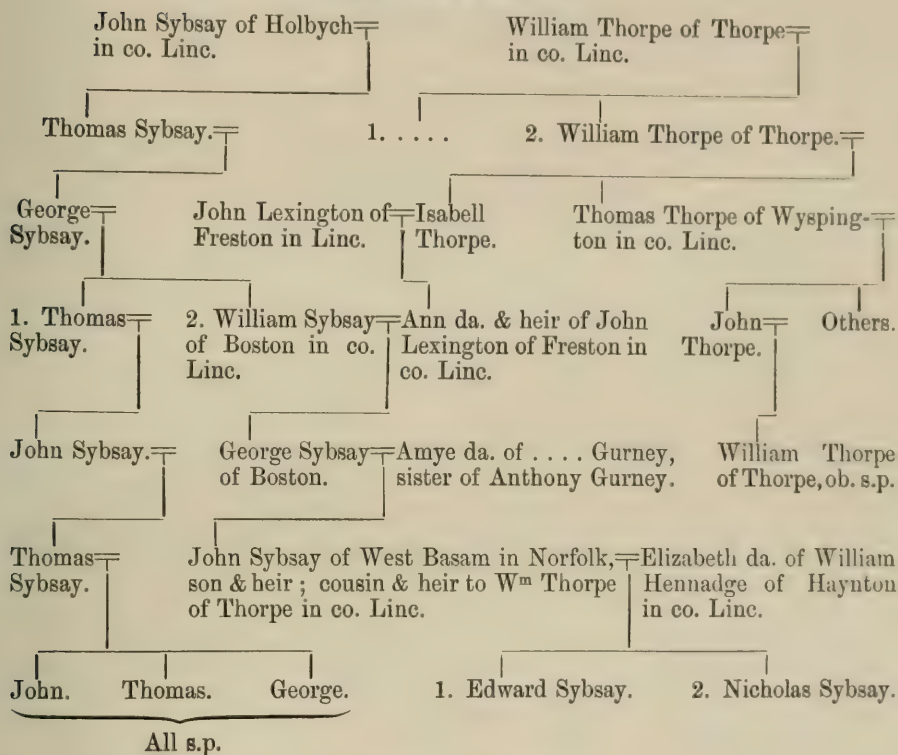 John Sybsay of Holbych
in co. Linc.
William Thorpe of Thorpe
in co. Linc.
Thomas Sybsay.
1. . . . . .
2. William Thorpe of Thorpe.
George
Sybsay.
John Lexington of
Freston in Linc.
Isabell
Thorpe.
Thomas Thorpe of Wysping-
ton in co. Linc.
1. Thomas
Sybsay.
2. William Sybsay
of Boston in co.
Linc.
Ann da. & heir of John
Lexington of Freston in
co. Linc.
John
Thorpe.
Others.
John Sybsay.
George Sybsay
of Boston.
Amye da. of . . . . Gurney,
sister of Anthony Gurney.
William Thorpe
of Thorpe, ob. s.p.
Thomas
Sybsay.
John Sybsay of West Basam in Norfolk,
son & heir ; cousin & heir to Wᵐ Thorpe
of Thorpe in co. Linc.
Elizabeth da. of William
Hennadge of Haynton
in co. Linc.
John.
Thomas.
George.
1. Edward Sybsay.
2. Nicholas Sybsay.
All s.p.